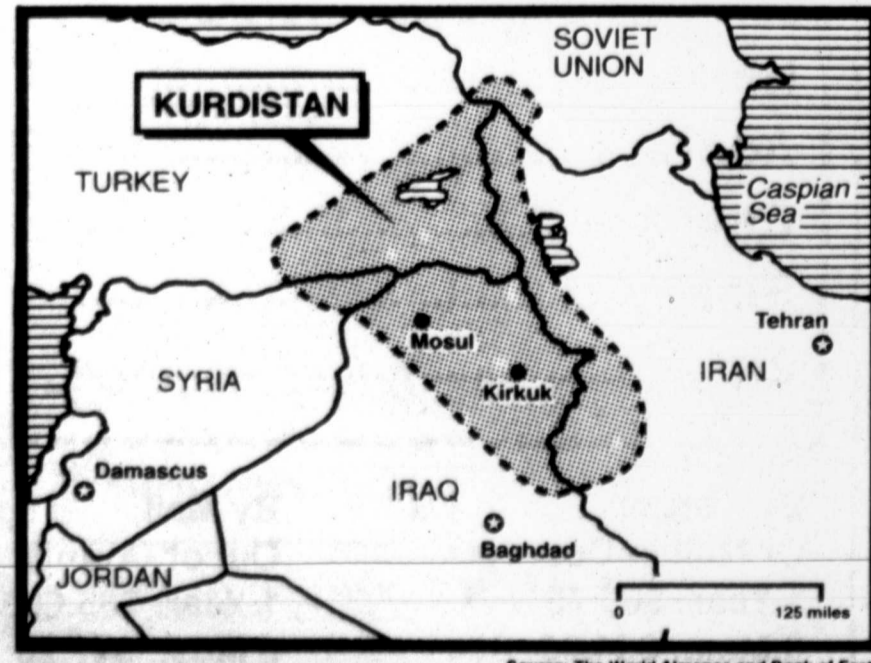 SOVIET
UNION
KURDISTAN
TURKEY
Caspian
Sea
Tehran
Mosul
SYRIA
IRAN
Kirkuk
Damascus
IRAQ
Baghdad
JORDAN
0 125 miles